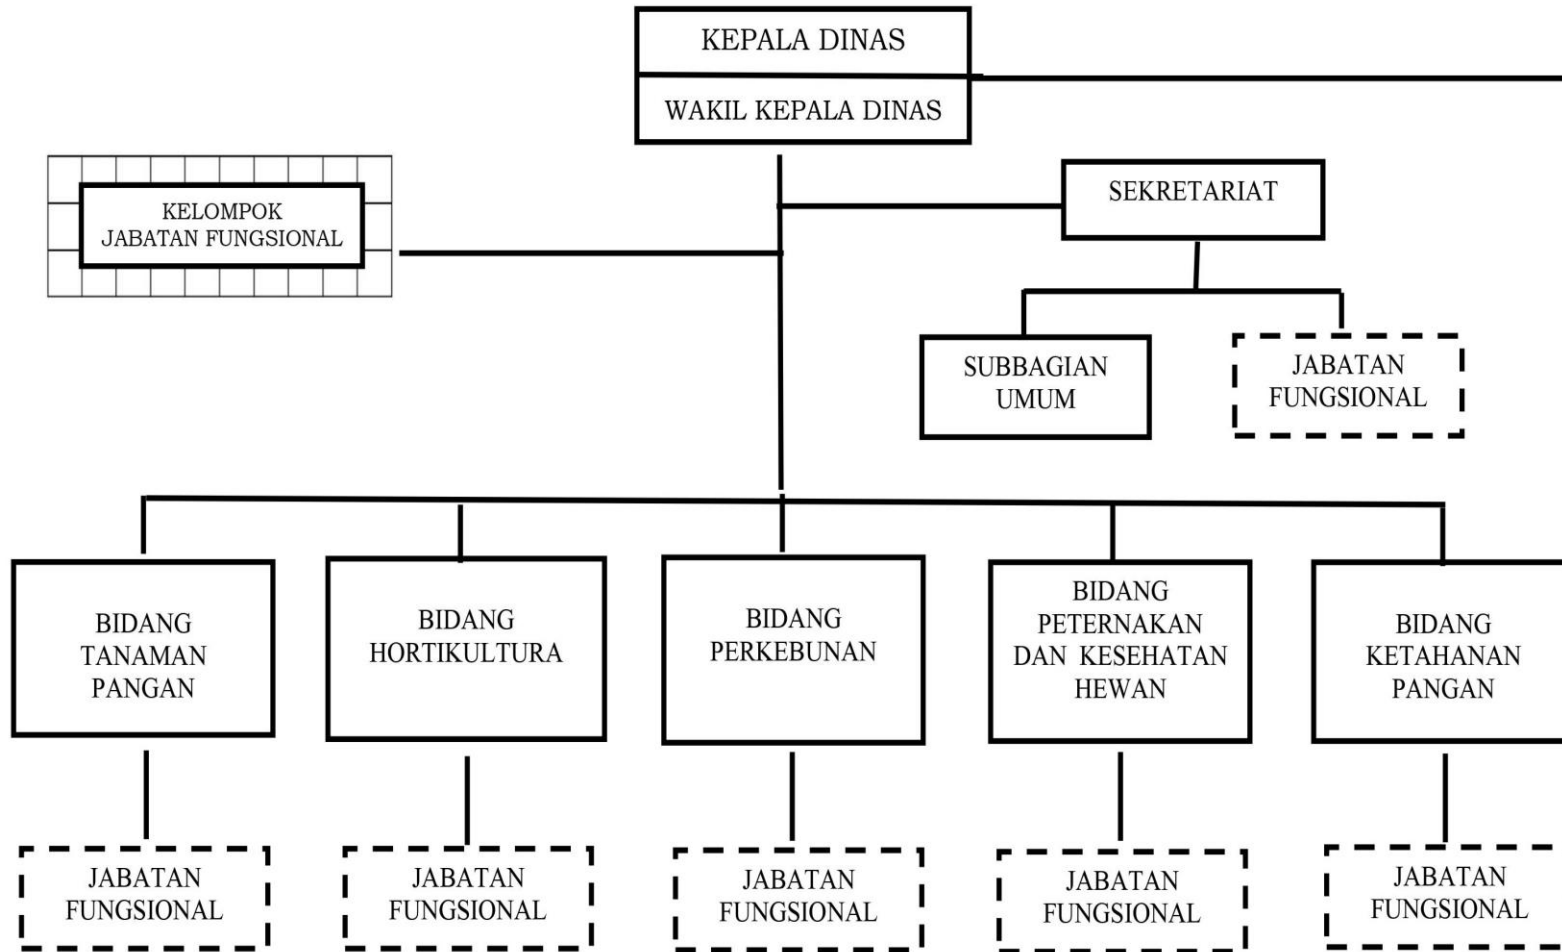 KEPALA DINAS
WAKIL KEPALA DINAS
KELOMPOK
JABATAN FUNGSIONAL
SEKRETARIAT
SUBBAGIAN
UMUM
JABATAN
FUNGSIONAL
BIDANG
TANAMAN
PANGAN
BIDANG
HORTIKULTURA
BIDANG
PERKEBUNAN
BIDANG
PETERNAKAN
DAN KESEHATAN
HEWAN
BIDANG
KETAHANAN
PANGAN
JABATAN
FUNGSIONAL
JABATAN
FUNGSIONAL
JABATAN
FUNGSIONAL
JABATAN
FUNGSIONAL
JABATAN
FUNGSIONAL